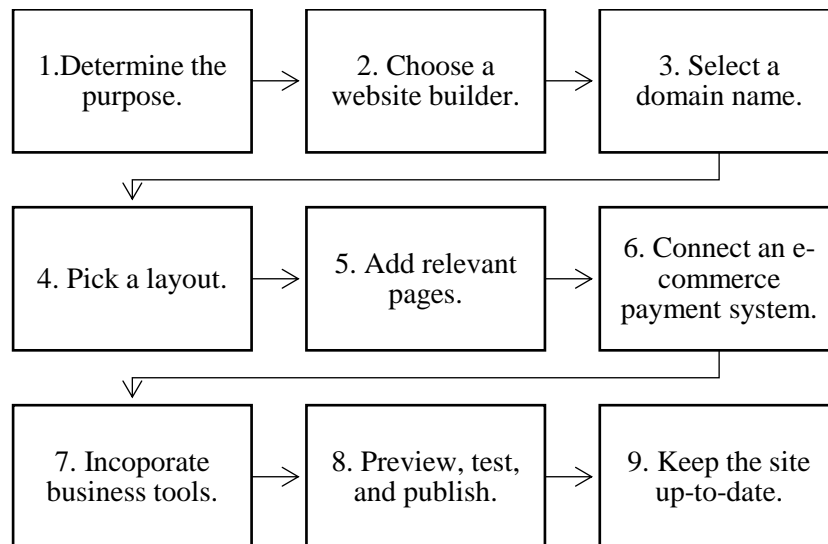 1.Determine the
purpose.
2. Choose a
website builder.
3. Select a
domain name.
4. Pick a layout.
5. Add relevant
pages.
6. Connect an e-
commerce
payment system.
7. Incoporate
business tools.
8. Preview, test,
and publish.
9. Keep the site
up-to-date.